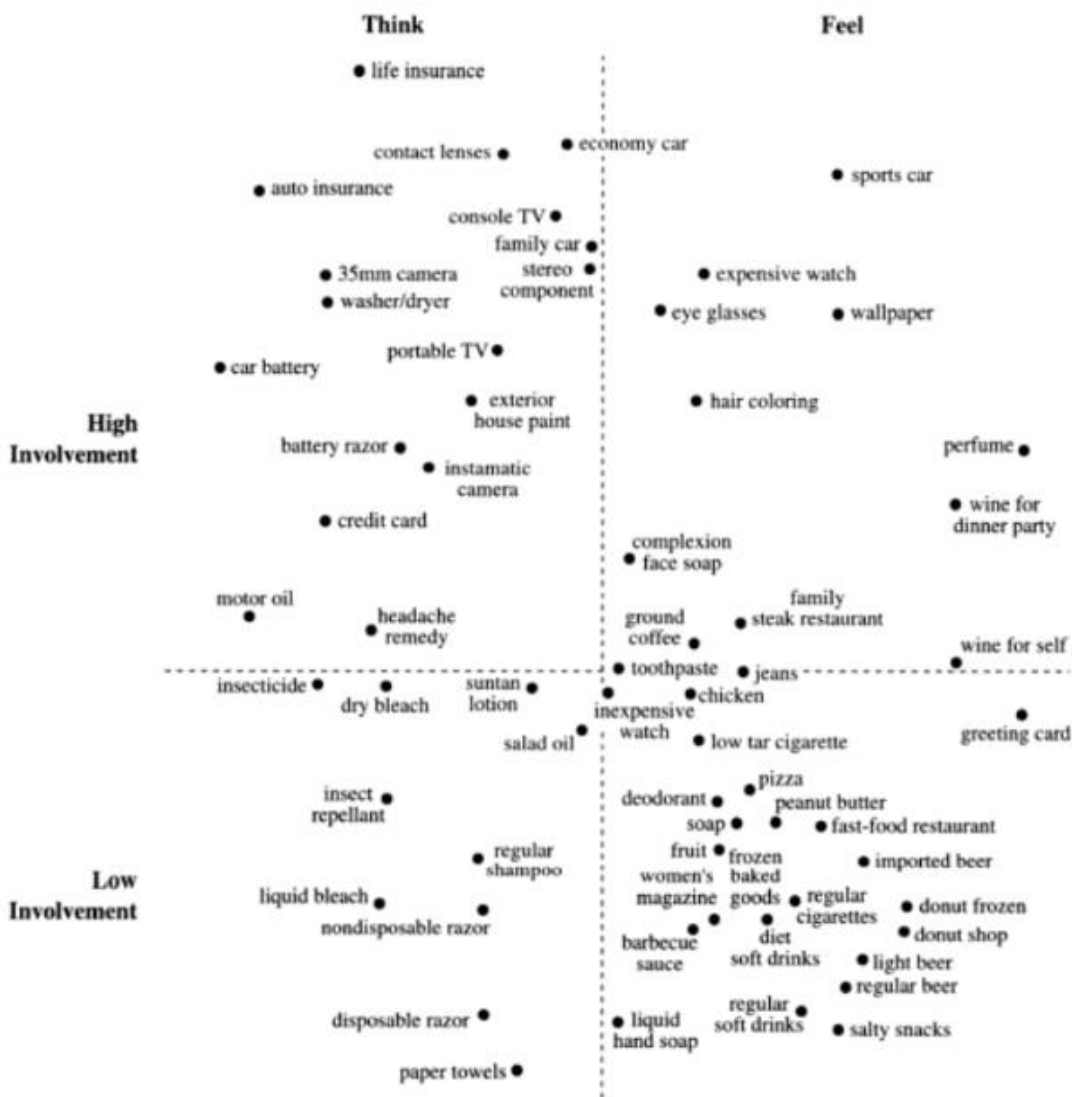 Think
Feel
life insurance
economy car
contact lenses
sports car
auto insurance
console TV
family car
stereo
component
35mm camera
expensive watch
washer/dryer
eye glasses
wallpaper
portable TV
car battery
exterior
house paint
hair coloring
High
Involvement
battery razor
perfume
instamatic
camera
wine for
dinner party
credit card
complexion
face soap
motor oil
headache
remedy
family
steak restaurant
ground
coffee
wine for self
toothpaste
jeans
insecticide
dry bleach
suntan
lotion
inexpensive
watch
chicken
greeting card
salad oil
low tar cigarette
pizza
insect
repellant
deodorant
peanut butter
soap
fast-food restaurant
regular
shampoo
fruit
frozen
baked
goods
imported beer
women's
magazine
Low
Involvement
liquid bleach
regular
cigarettes
donut frozen
nondisposable razor
donut shop
barbecue
sauce
diet
soft drinks
light beer
regular beer
disposable razor
liquid
hand soap
regular
soft drinks
salty snacks
paper towels